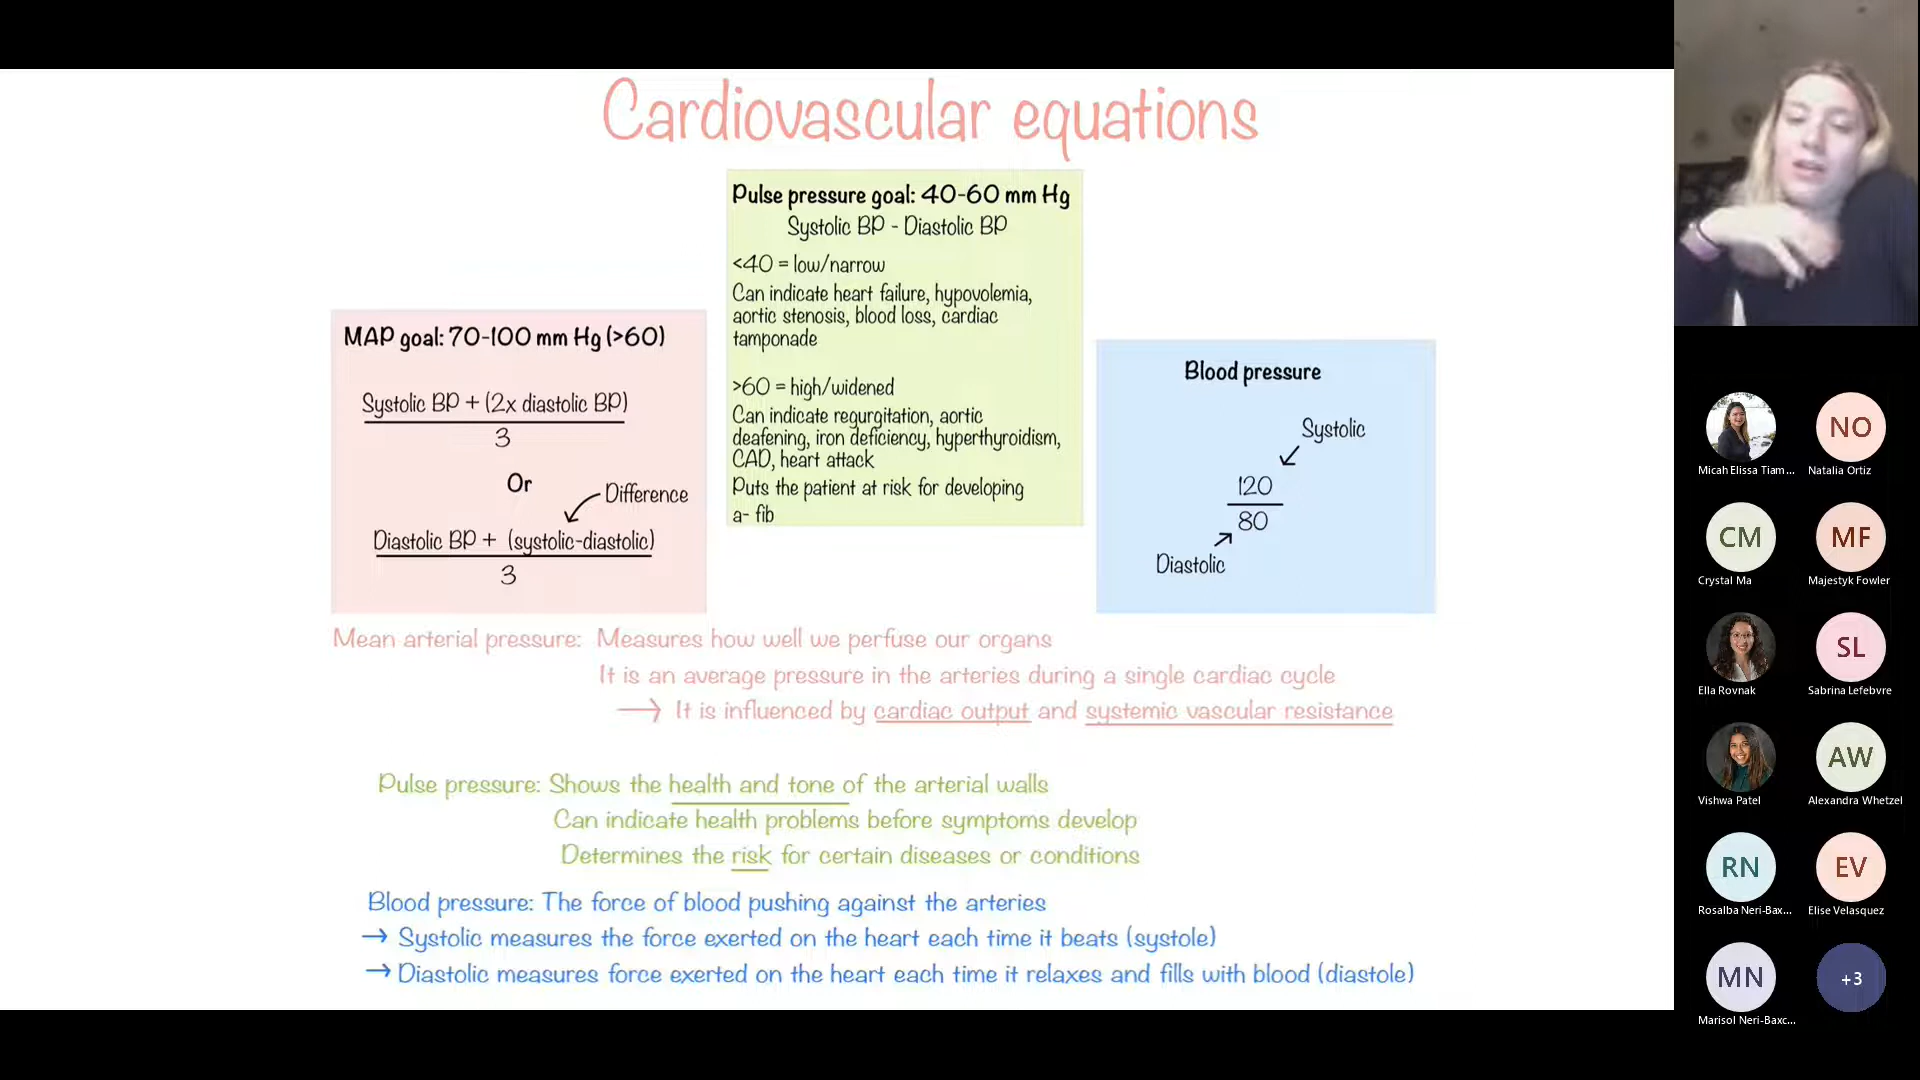 Cardiovascular equations
Pulse pressure goal: 40-60 mm Hg
Systolic BP - Diastolic BP
<40 = low/narrow
Can indicate heart failure, hypovolemia,
aortic stenosis, blood loss, cardiac
tamponade
>60 = high/widened
Can indicate regurgitation, aortic
deafening, iron deficiency, hyperthyroidism,
CAD, heart attack
Puts the patient at risk for developing
a- fib
MAP goal: 70-100 mm Hg (>60)
Systolic BP + (2x diastolic BP)
3
Or
Difference
Diastolic BP + (systolic-diastolic)
3
Blood pressure
Systolic
120
80
Diastolic
Mean arterial pressure: Measures how well we perfuse our organs
It is an average pressure in the arteries during a single cardiac cycle
→ It is influenced by cardiac output and systemic vascular resistance
Pulse pressure: Shows the health and tone of the arterial walls
Can indicate health problems before symptoms develop
Determines the risk for certain diseases or conditions
Blood pressure: The force of blood pushing against the arteries
→ Systolic measures the force exerted on the heart each time it beats (systole)
→ Diastolic measures force exerted on the heart each time it relaxes and fills with blood (diastole)
Micah Elissa Tiam...
NO
Natalia Ortiz
CM
Crystal Ma
MF
Majestyk Fowler
Ella Rovnak
SL
Sabrina Lefebvre
Vishwa Patel
AW
Alexandra Whetzel
RN
Rosalba Neri-Bax...
EV
Elise Velasquez
MN
Marisol Neri-Baxc...
+3